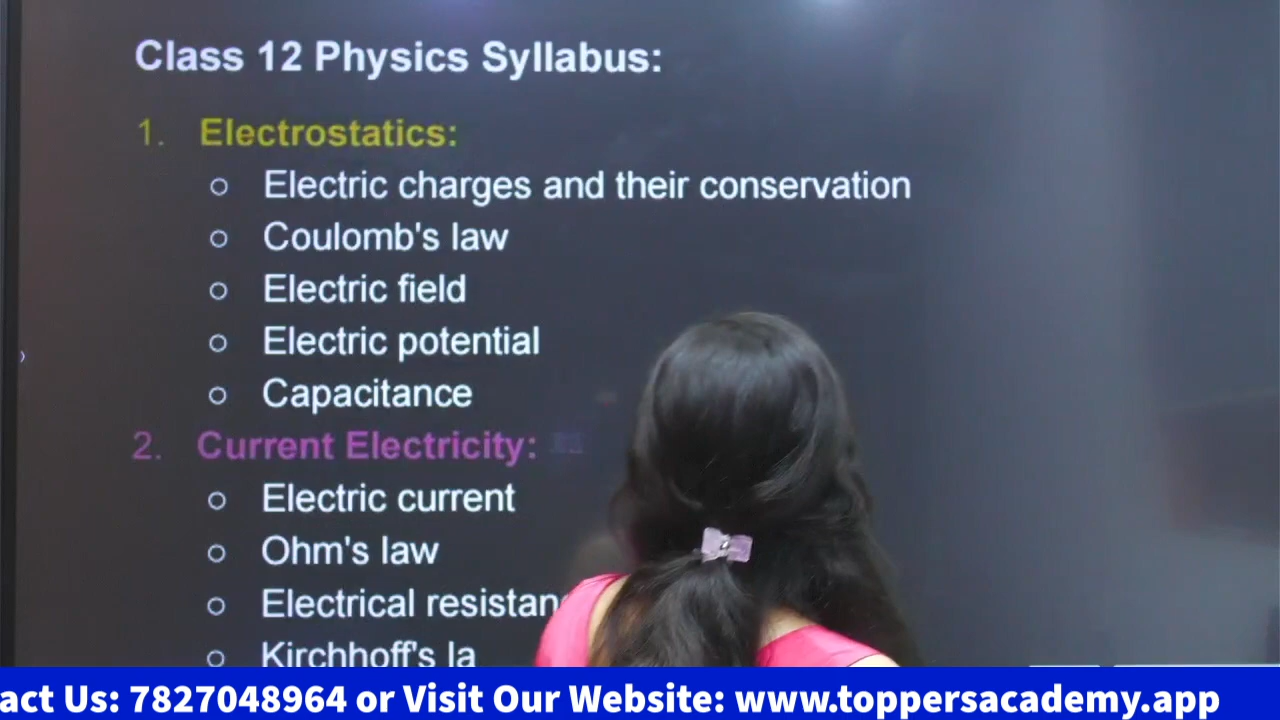 Class 12 Physics Syllabus:
1. Electrostatics:
○ Electric charges and their conservation
○ Coulomb's law
○ Electric field
○ Electric potential
○ Capacitance
2. Current Electricity:
○ Electric current
○ Ohm's law
○ Electrical resistan
○ Kirchhoff's la
act Us: 7827048964 or Visit Our Website: www.toppersacademy.app